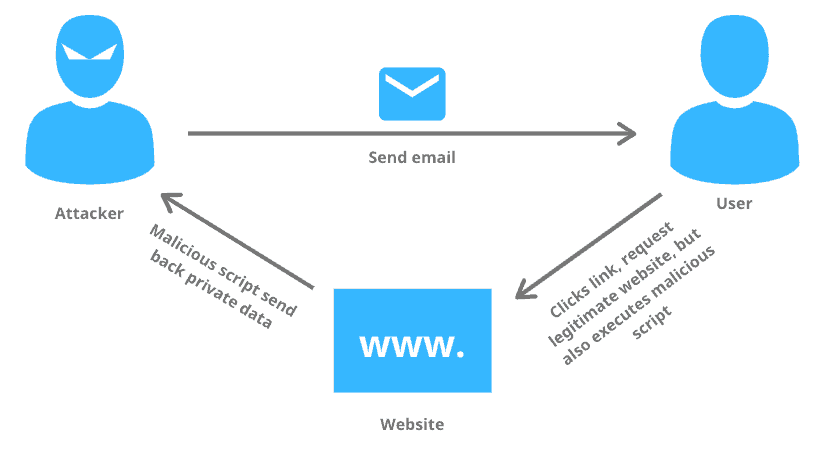 Send email
Attacker
User
Malicious script send
back private data
Clicks link, request
legitimate website, but
also executes malicious
script
www.
Website